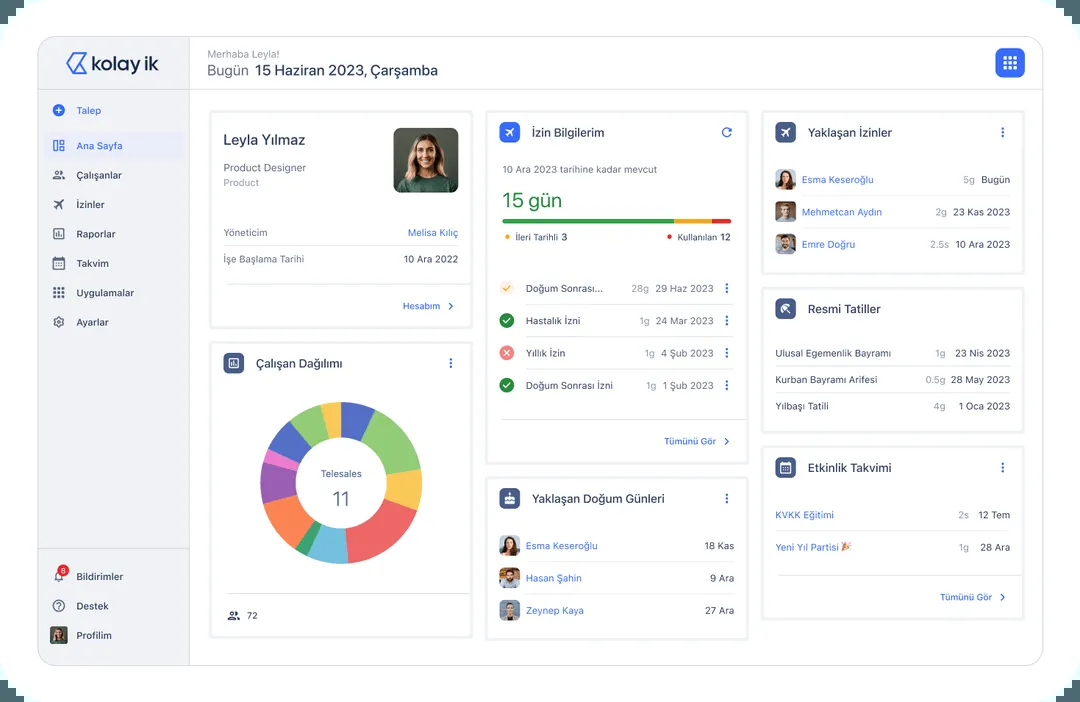 kolay ik
Merhaba Leyla!
Bugün 15 Haziran 2023, Çarşamba
Talep
Ana Sayfa
Çalışanlar
İzinler
Raporlar
Takvim
Uygulamalar
Ayarlar
8
Bildirimler
Destek
Profilim
Leyla Yılmaz
Product Designer
Product
Yöneticim Melisa Kılıç
İşe Başlama Tarihi 10 Ara 2022
Hesabım
Çalışan Dağılımı
Telesales
11
72
İzin Bilgilerim
10 Ara 2023 tarihine kadar mevcut
15 gün
İleri Tarihli 3 Kullanılan 12
Doğum Sonrası... 28g 29 Haz 2023
Hastalık İzni 1g 24 Mar 2023
Yıllık İzin 1g 4 Şub 2023
Doğum Sonrası İzni 1g 1 Şub 2023
Tümünü Gör
Yaklaşan Doğum Günleri
Esma Keseroğlu 18 Kas
Hasan Şahin 9 Ara
Zeynep Kaya 27 Ara
Yaklaşan İzinler
Esma Keseroğlu 5g Bugün
Mehmetcan Aydın 2g 23 Kas 2023
Emre Doğru 2.5s 10 Ara 2023
Resmi Tatiller
Ulusal Egemenlik Bayramı 1g 23 Nis 2023
Kurban Bayramı Arifesi 0.5g 28 May 2023
Yılbaşı Tatili 4g 1 Oca 2023
Etkinlik Takvimi
KVKK Eğitimi 2s 12 Tem
Yeni Yıl Partisi 🎉 1g 28 Ara
Tümünü Gör